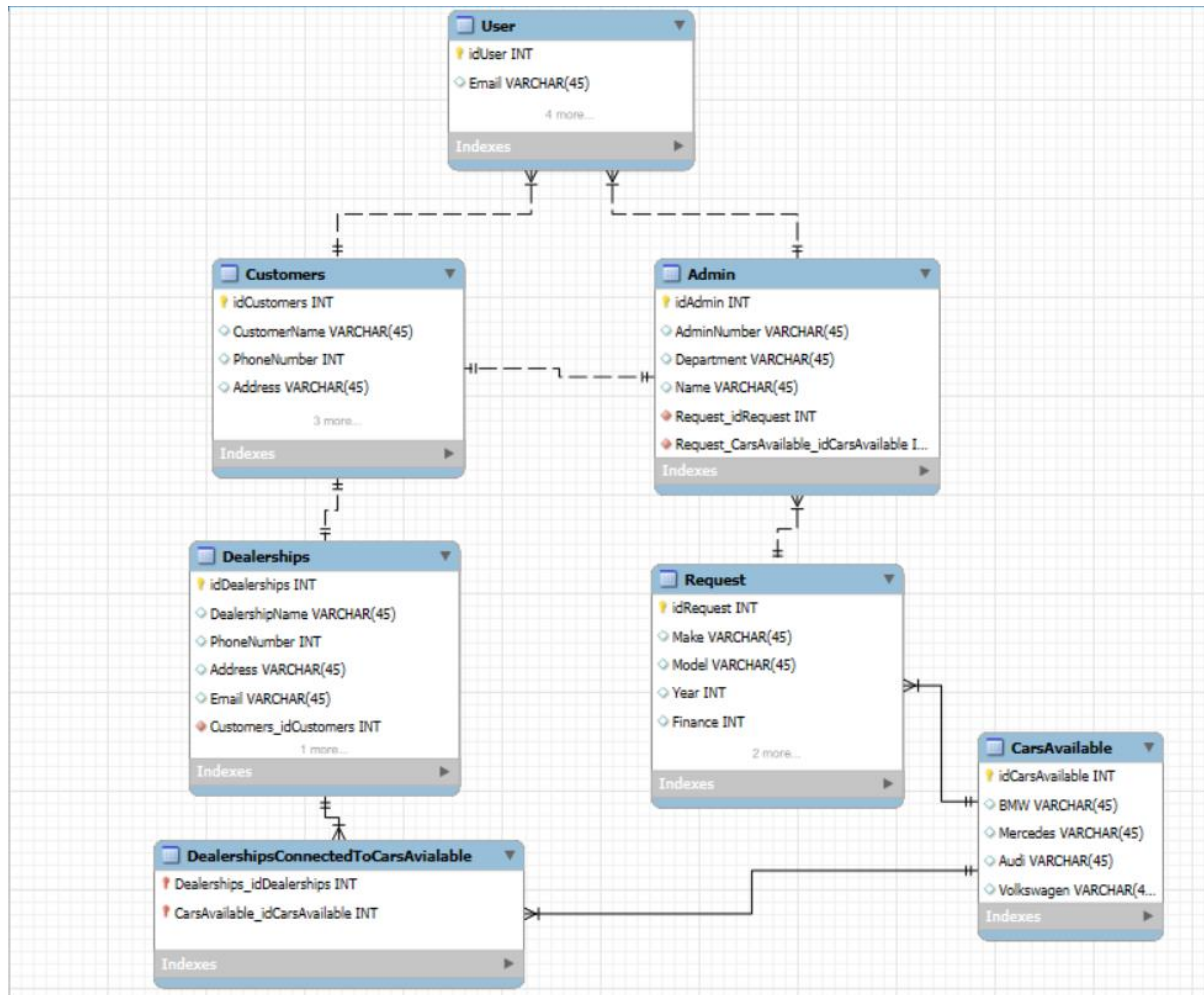 User
idUser INT
Email VARCHAR(45)
4 more...
Indexes
Customers
idCustomers INT
CustomerName VARCHAR(45)
PhoneNumber INT
Address VARCHAR(45)
3 more...
Indexes
Admin
idAdmin INT
AdminNumber VARCHAR(45)
Department VARCHAR(45)
Name VARCHAR(45)
Request_idRequest INT
Request_CarsAvailable_idCarsAvailable I...
Indexes
Dealerships
idDealerships INT
DealershipName VARCHAR(45)
PhoneNumber INT
Address VARCHAR(45)
Email VARCHAR(45)
Customers_idCustomers INT
1 more...
Indexes
Request
idRequest INT
Make VARCHAR(45)
Model VARCHAR(45)
Year INT
Finance INT
2 more...
Indexes
CarsAvailable
idCarsAvailable INT
BMW VARCHAR(45)
Mercedes VARCHAR(45)
Audi VARCHAR(45)
Volkswagen VARCHAR(4...
Indexes
DealershipsConnectedToCarsAvialable
Dealerships_idDealerships INT
CarsAvailable_idCarsAvailable INT
Indexes